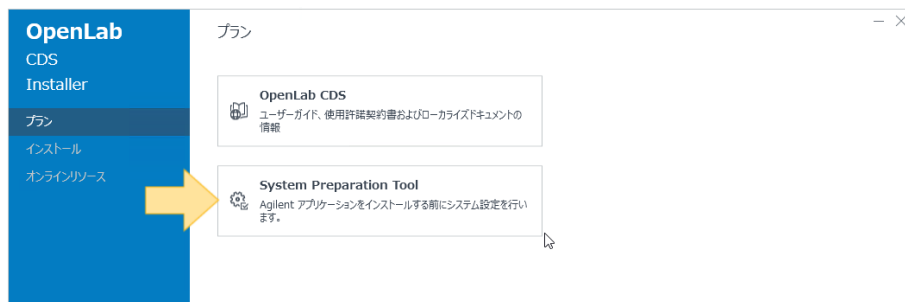 OpenLab
CDS
Installer
プラン
インストール
オンラインリソース
プラン
OpenLab CDS
ユーザーガイド、使用許諾契約書およびローカライズドキュメントの
情報
System Preparation Tool
Agilent アプリケーションをインストールする前にシステム設定を行い
ます。